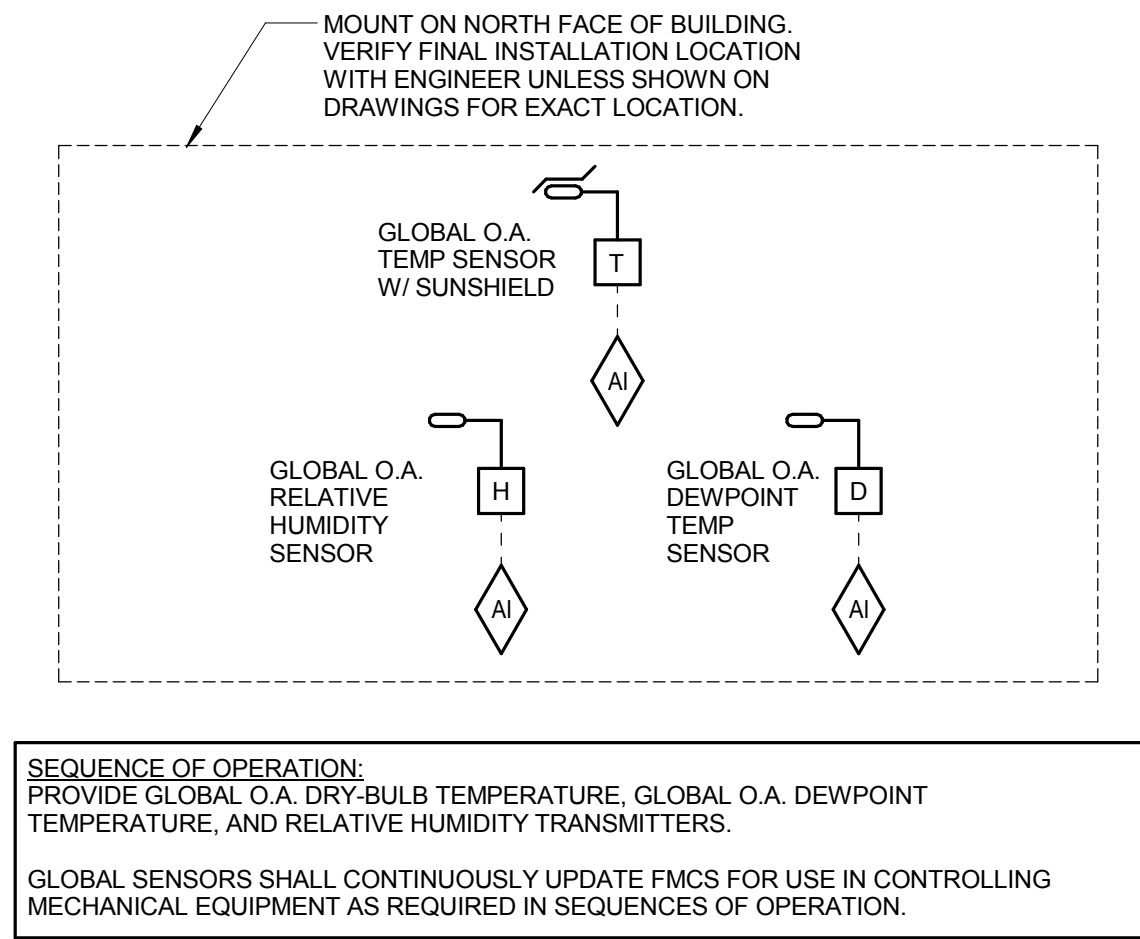 MOUNT ON NORTH FACE OF BUILDING.
VERIFY FINAL INSTALLATION LOCATION
WITH ENGINEER UNLESS SHOWN ON
DRAWINGS FOR EXACT LOCATION.
GLOBAL O.A.
TEMP SENSOR
W/ SUNSHIELD
T
AI
GLOBAL O.A.
RELATIVE
HUMIDITY
SENSOR
H
AI
GLOBAL O.A.
DEWPOINT
TEMP
SENSOR
D
AI
SEQUENCE OF OPERATION:
PROVIDE GLOBAL O.A. DRY-BULB TEMPERATURE, GLOBAL O.A. DEWPOINT
TEMPERATURE, AND RELATIVE HUMIDITY TRANSMITTERS.
GLOBAL SENSORS SHALL CONTINUOUSLY UPDATE FMCS FOR USE IN CONTROLLING
MECHANICAL EQUIPMENT AS REQUIRED IN SEQUENCES OF OPERATION.